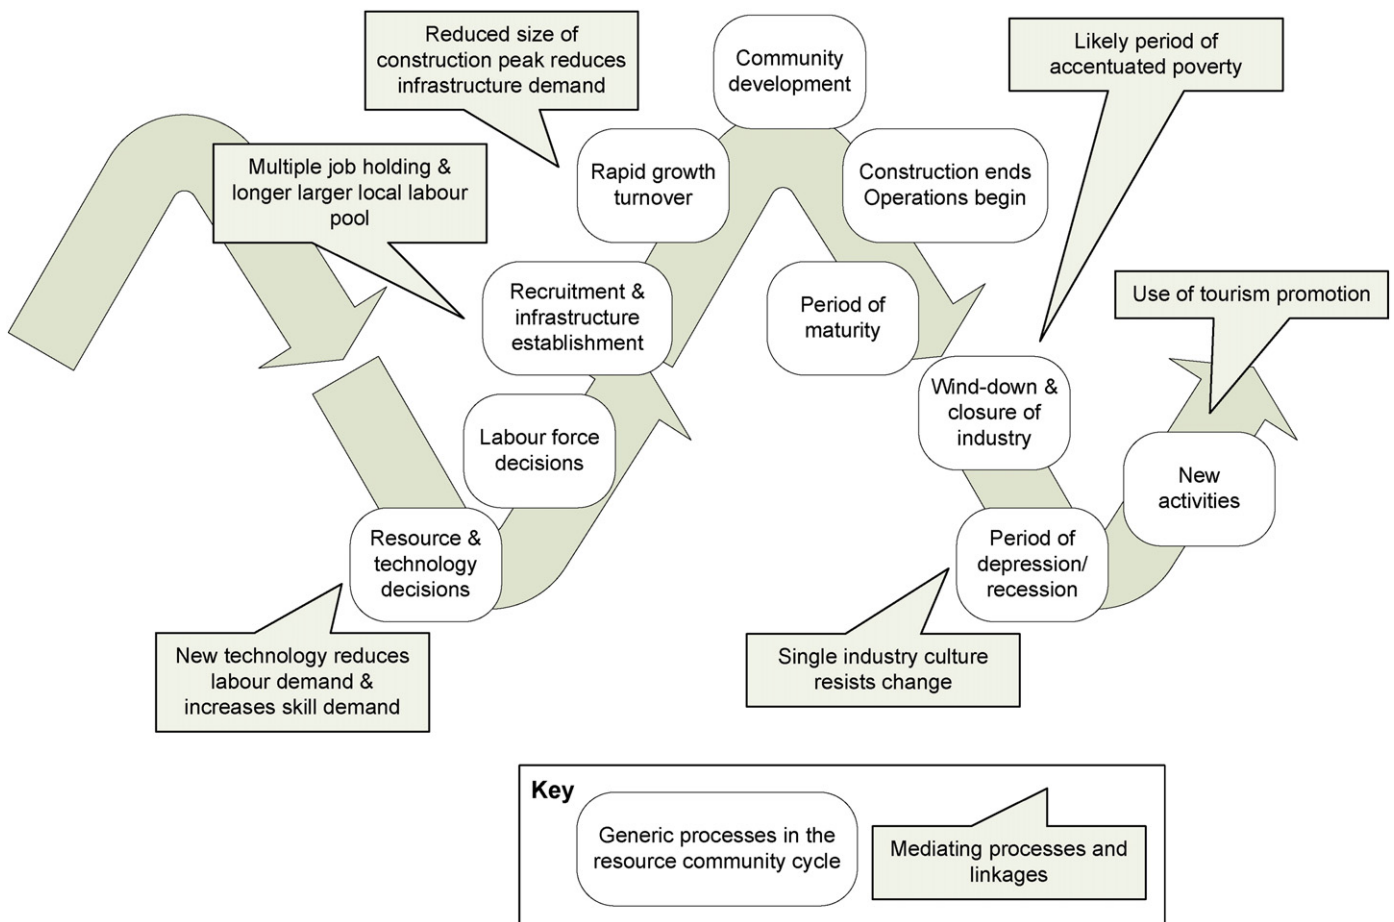 Reduced size of
construction peak reduces
infrastructure demand
Community
development
Likely period of
accentuated poverty
Multiple job holding &
longer larger local labour
pool
Rapid growth
turnover
Construction ends
Operations begin
Recruitment &
infrastructure
establishment
Period of
maturity
Use of tourism promotion
Labour force
decisions
Wind-down &
closure of
industry
New
activities
Resource &
technology
decisions
Period of
depression/
recession
New technology reduces
labour demand &
increases skill demand
Single industry culture
resists change
Key
Generic processes in the
resource community cycle
Mediating processes and
linkages